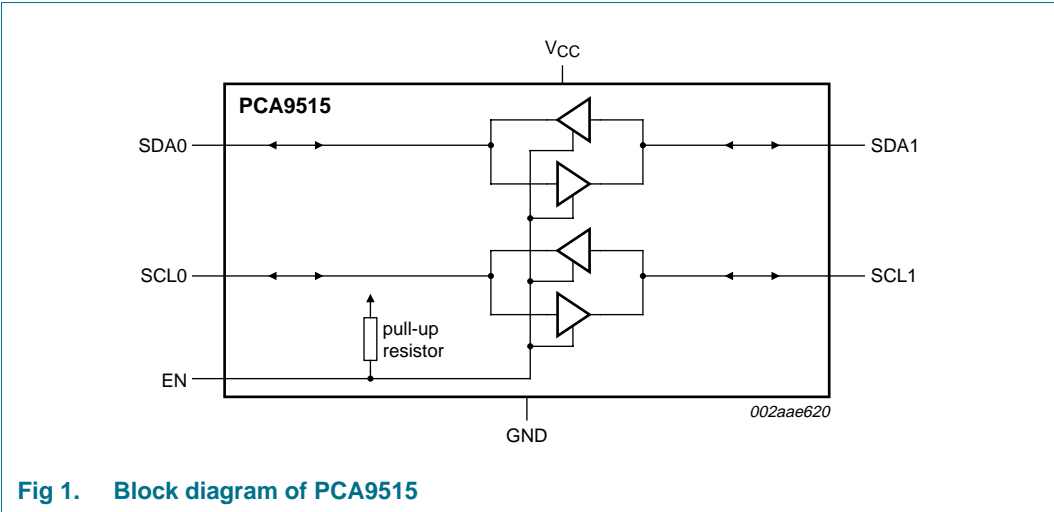 VCC
PCA9515
SDA0
SDA1
SCL0
SCL1
pull-up
resistor
EN
002aae620
GND
Fig 1. Block diagram of PCA9515